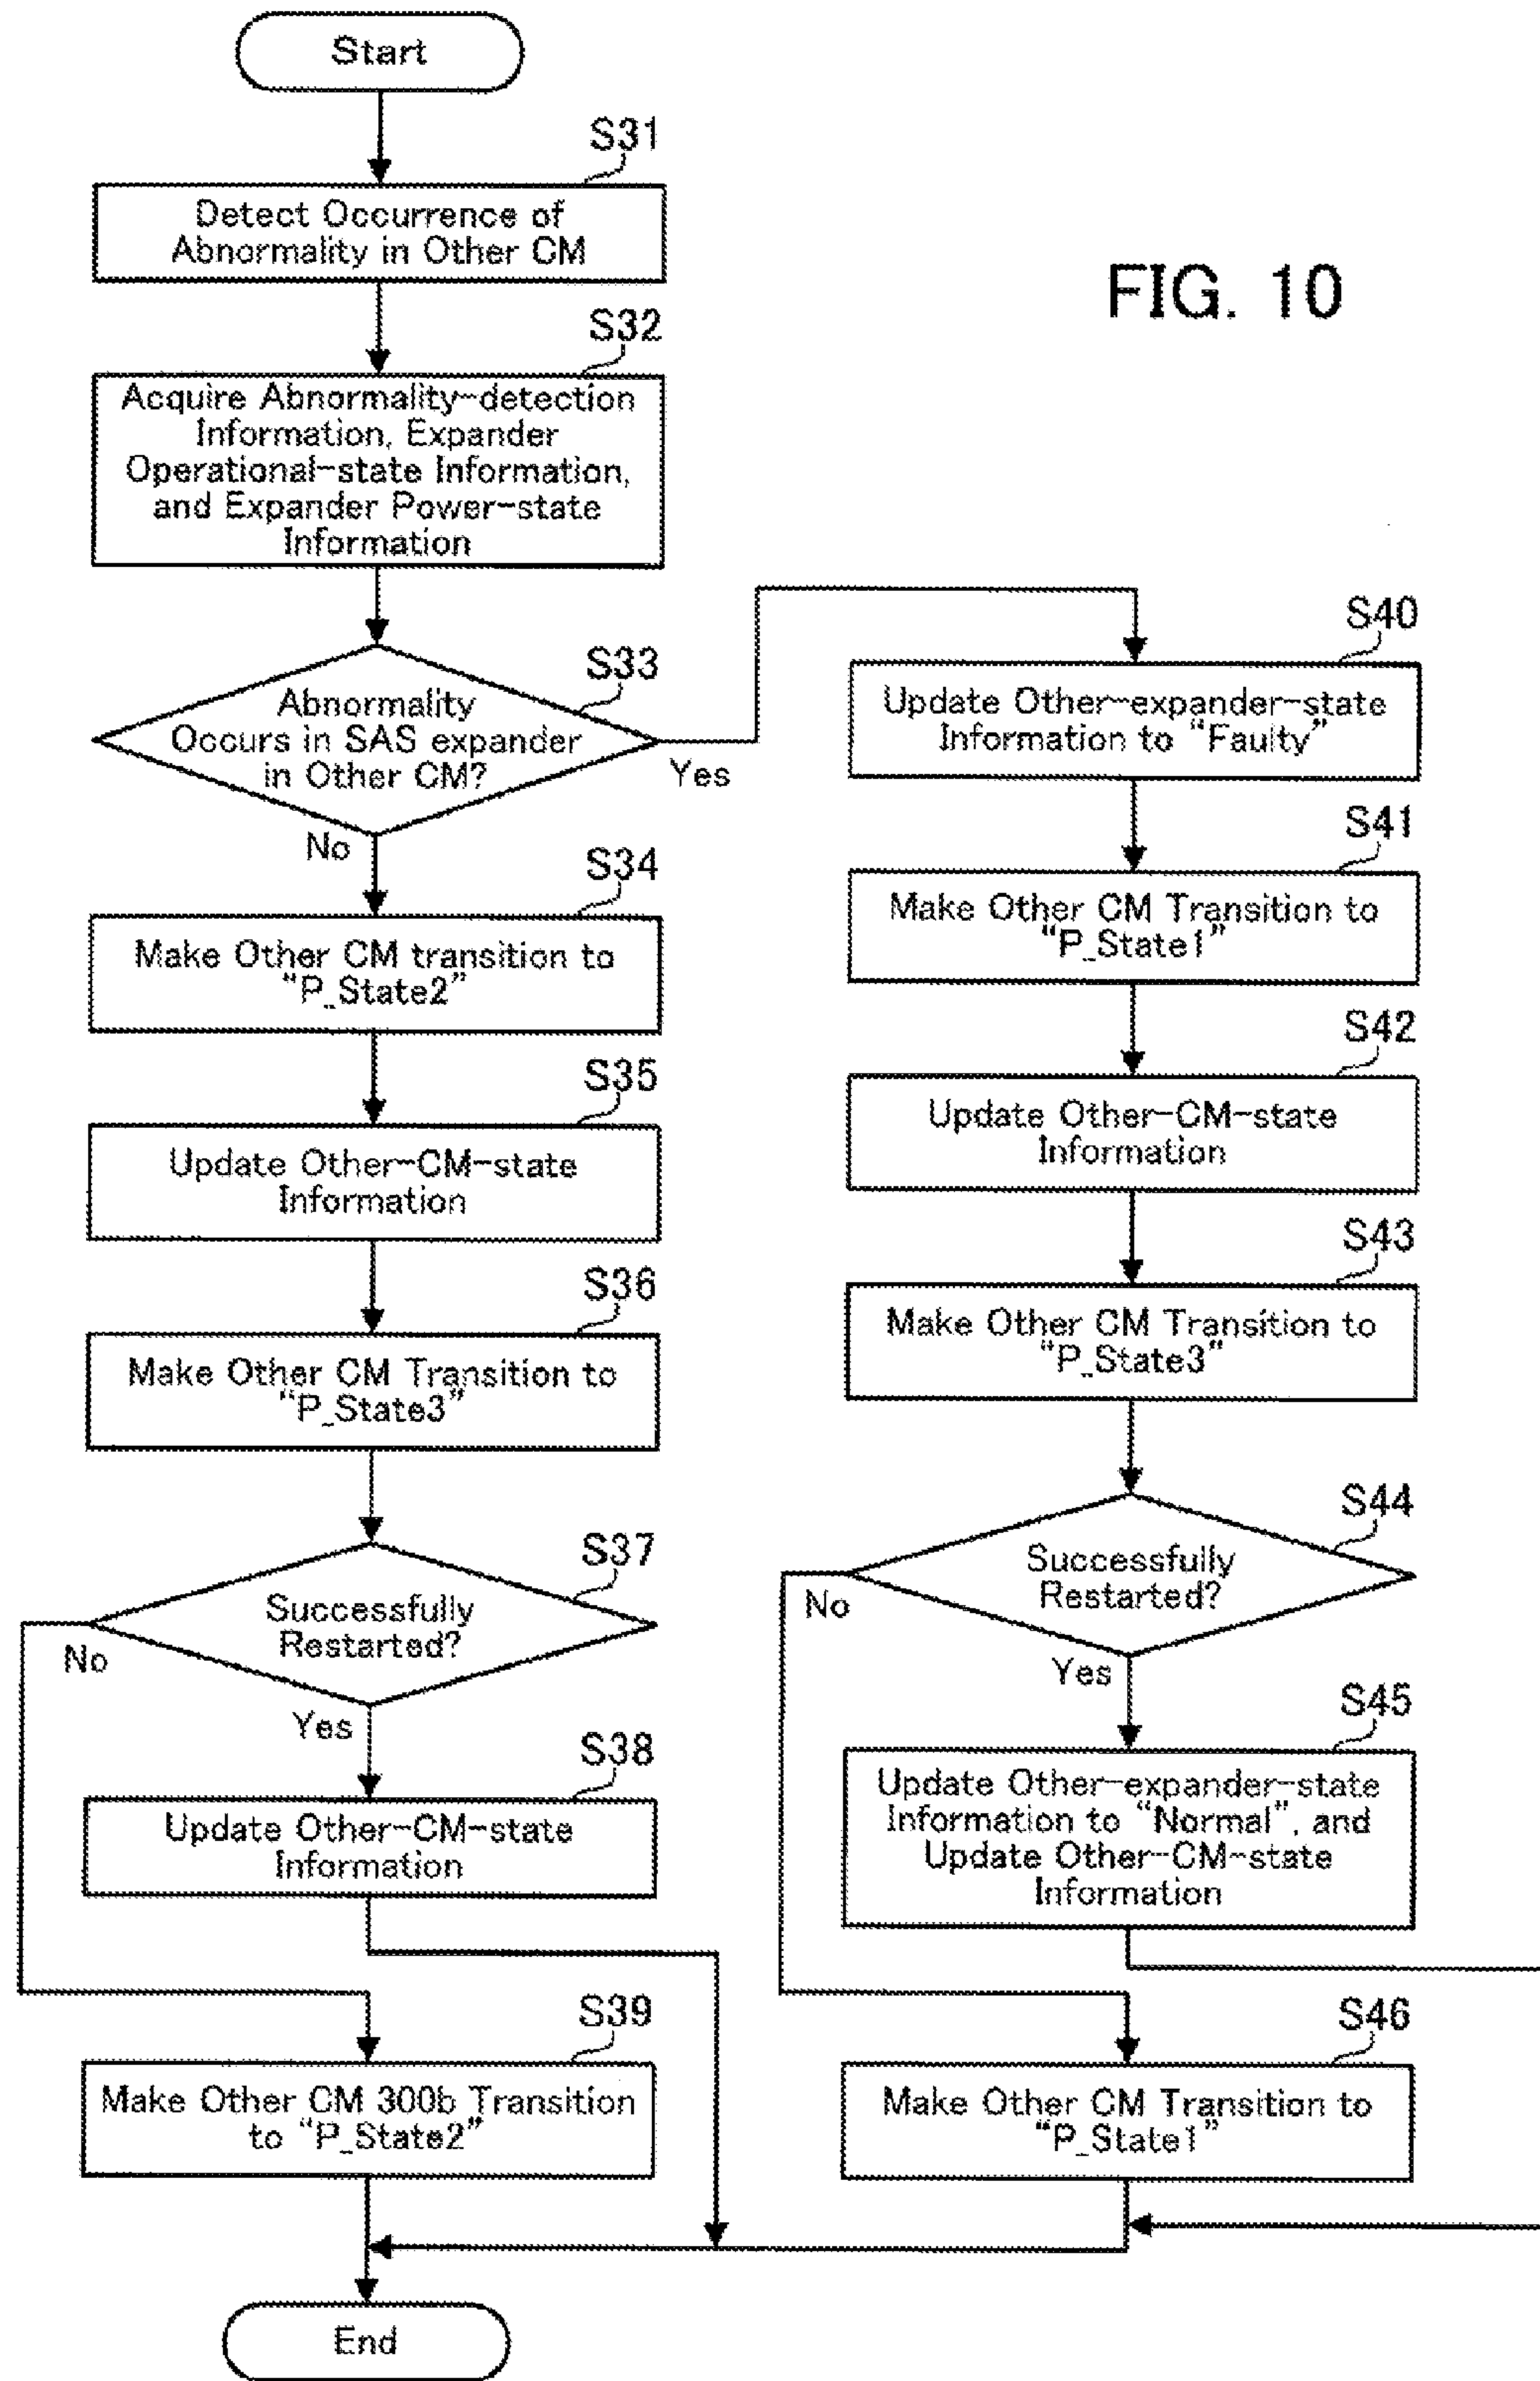 Start
S31
Detect Occurrence of
Abnormality in Other CM
FIG. 10
S32
Acquire Abnormality-detection
Information, Expander
Operational-state Information,
and Expander Power-state
Information
S33
Abnormality
Occurs in SAS expander
in Other CM?
Yes
No
S34
Make Other CM transition to
“P_State2”
S35
Update Other-CM-state
Information
S36
Make Other CM Transition to
“P_State3”
S37
Successfully
Restarted?
No
Yes
S38
Update Other-CM-state
Information
S39
Make Other CM 300b Transition
to “P_State2”
S40
Update Other-expander-state
Information to “Faulty”
S41
Make Other CM Transition to
“P_State1”
S42
Update Other-CM-state
Information
S43
Make Other CM Transition to
“P_State3”
S44
Successfully
Restarted?
No
Yes
S45
Update Other-expander-state
Information to “Normal”, and
Update Other-CM-state
Information
S46
Make Other CM Transition to
“P_State1”
End